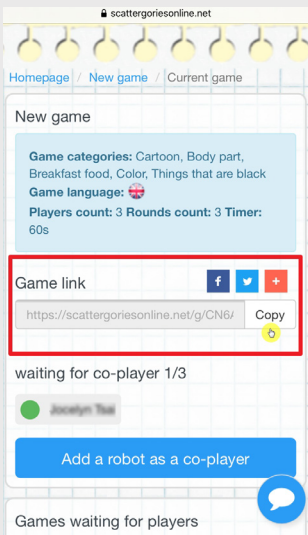 scattergoriesonline.net
Homepage / New game / Current game
New game
Game categories: Cartoon, Body part,
Breakfast food, Color, Things that are black
Game language:
Players count: 3 Rounds count: 3 Timer:
60s
Game link
f
+
https://scattergoriesonline.net/g/CN6
Copy
waiting for co-player 1/3
Add a robot as a co-player
Games waiting for players